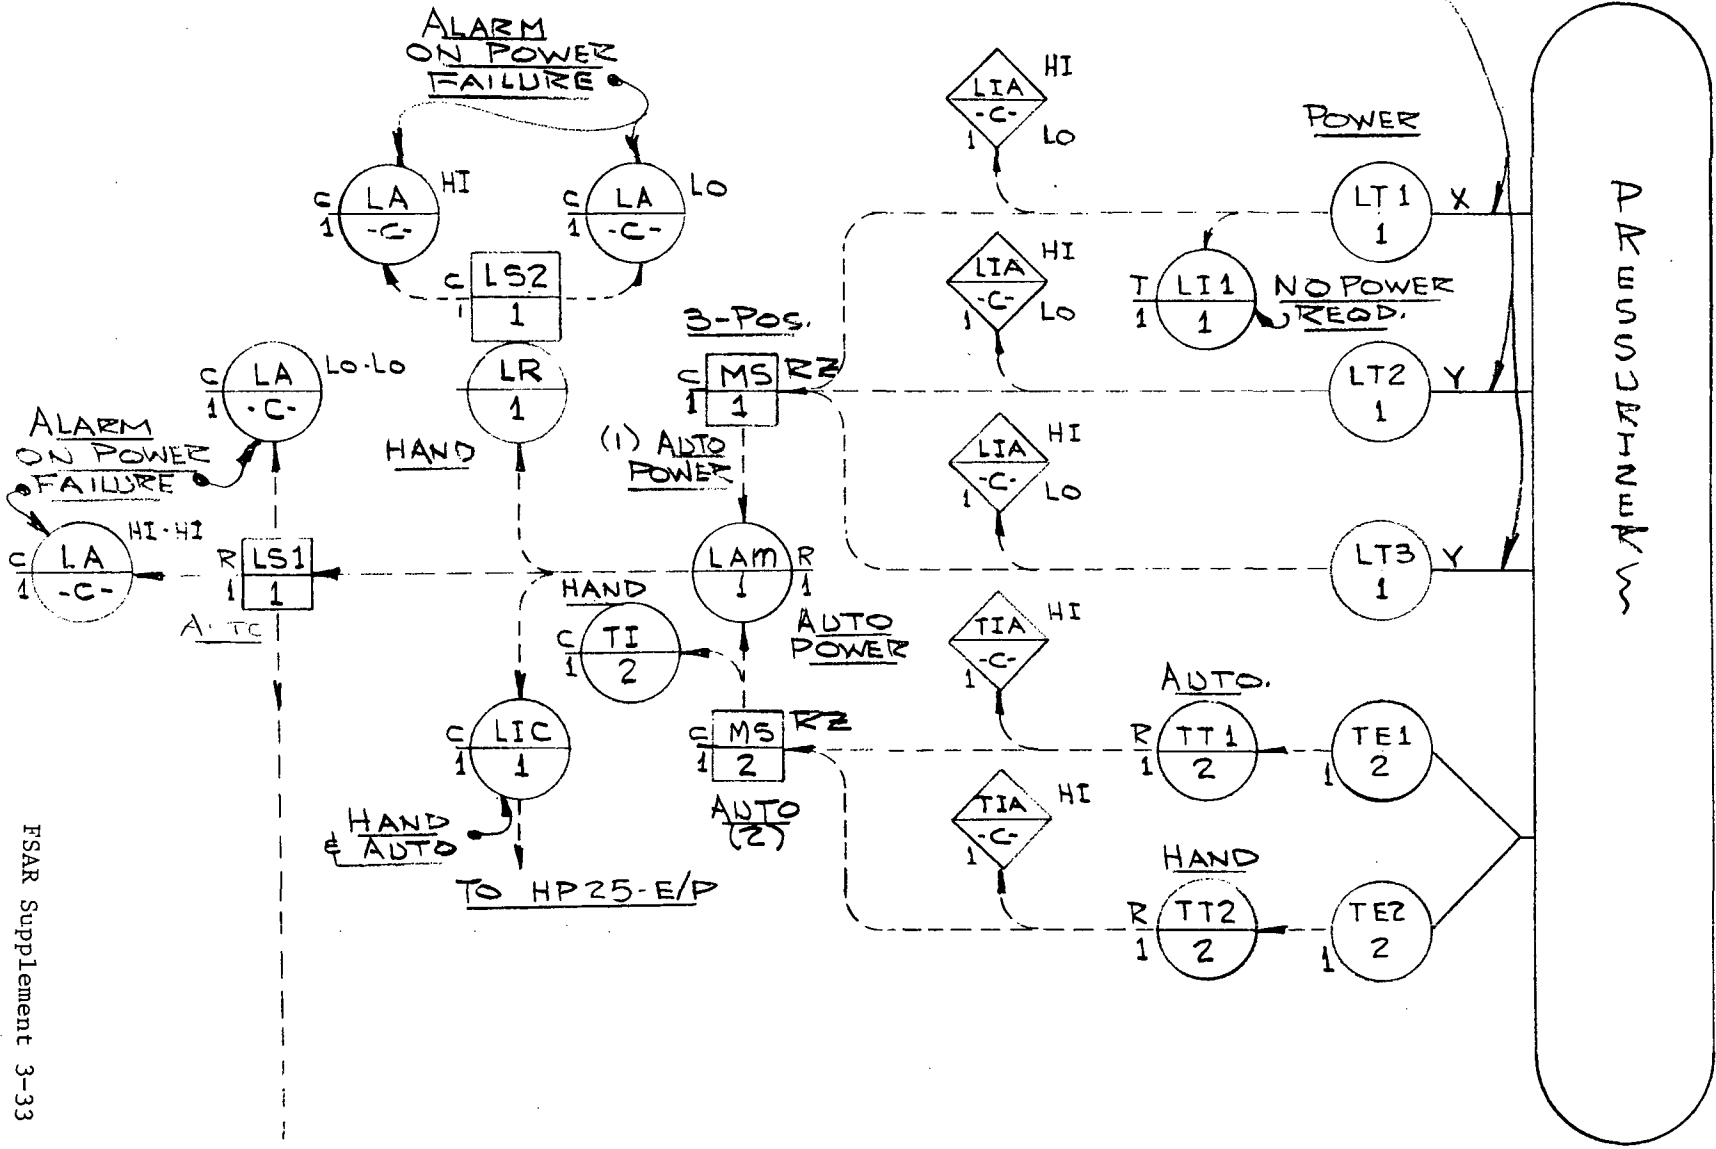 ALARM
ON POWER
FAILURE
LA
-C-
C
1
HI
LA
-C-
C
1
LO
LS2
1
C
1
LR
1
HAND
LA
-C-
C
1
LO-LO
ALARM
ON POWER
FAILURE
LA
-C-
C
1
HI-HI
LS1
1
R
1
3-POS.
MS
1
C
1
RZ
(1) AUTO
POWER
LAM
1
R
1
AUTO
POWER
HAND
TI
2
C
1
LIC
1
C
1
HAND
& AUTO
TO HP25-E/P
MS
2
C
1
RZ
AUTO
(2)
LIA
-C-
1
HI
LO
LIA
-C-
1
HI
LO
LIA
-C-
1
HI
LO
TIA
-C-
1
HI
TIA
-C-
1
HI
POWER
LT1
1
X
LI1
1
T
1
NO POWER
REQD.
LT2
1
Y
LT3
1
Y
AUTO.
TT1
2
R
1
TE1
2
1
HAND
TT2
2
R
1
TE2
2
1
FSAR Supplement 3-33